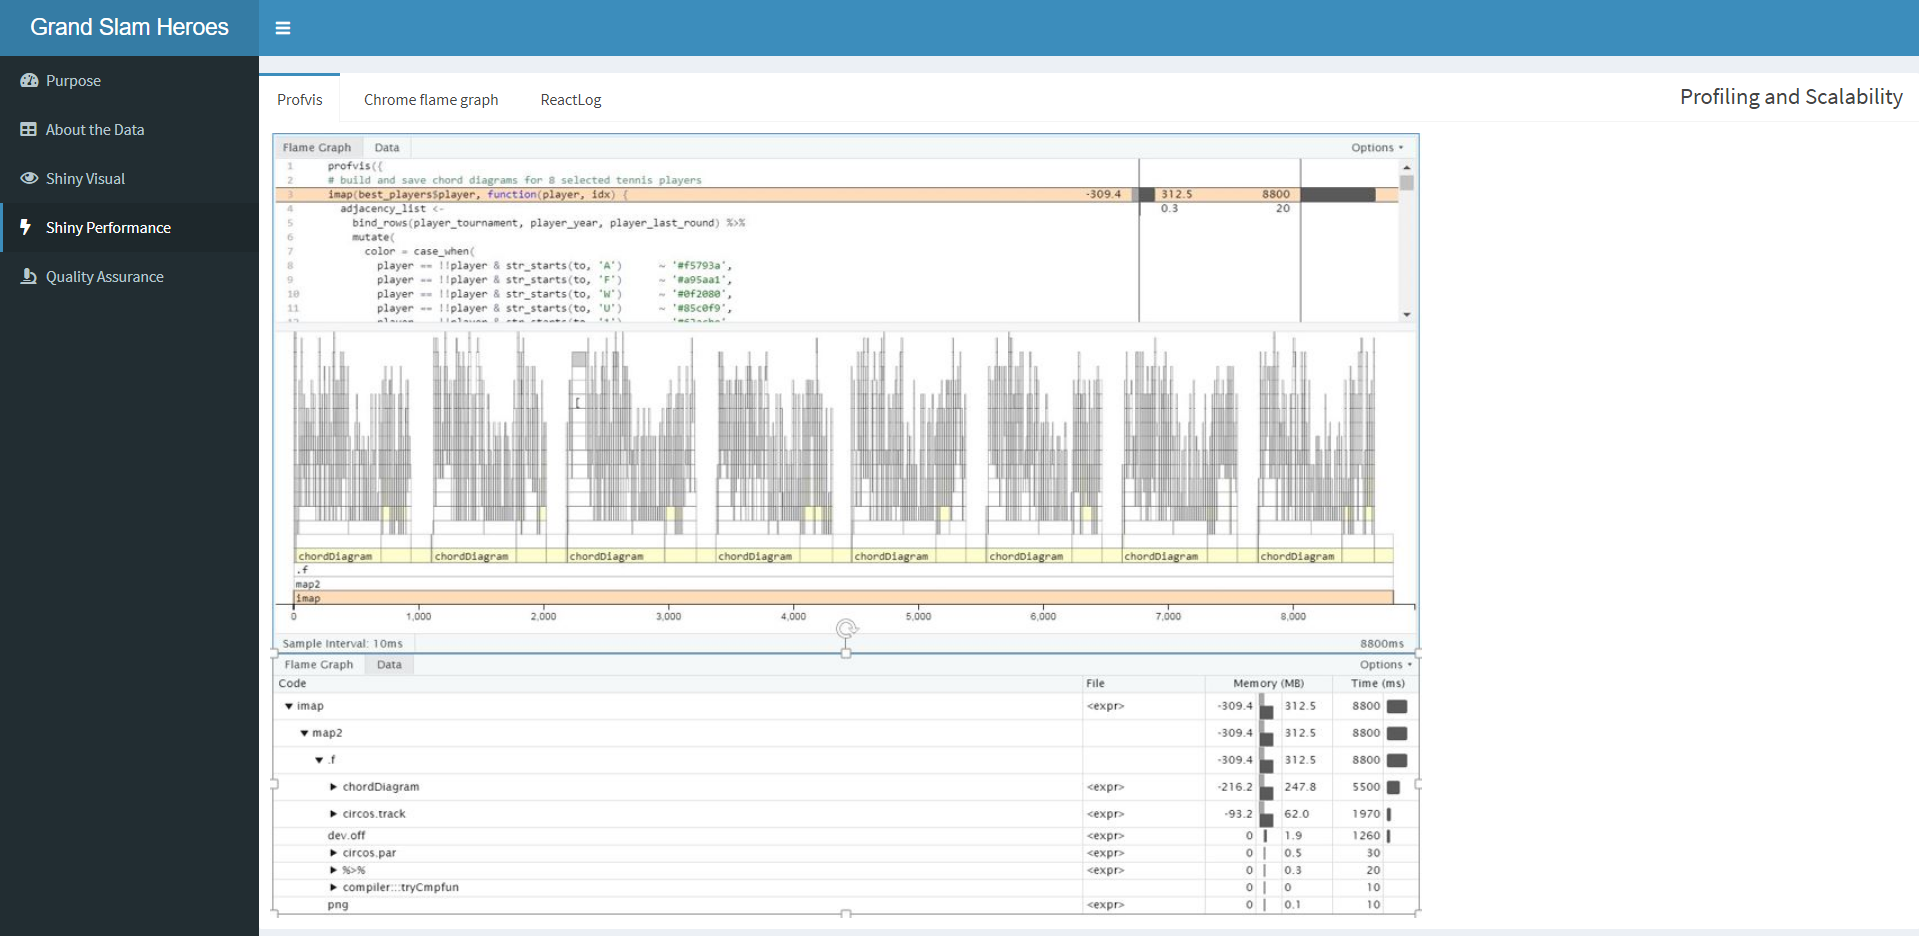 Grand Slam Heroes
Purpose
About the Data
Shiny Visual
Shiny Performance
Quality Assurance
Profvis Chrome flame graph ReactLog
Profiling and Scalability
Flame Graph Data Options
1 profvis({
2 # build and save chord diagrams for 8 selected tennis players
3 imap(best_players$player, function(player, idx) { -309.4 312.5 8800
4 adjacency_list <- 0.3 20
5 bind_rows(player_tournament, player_year, player_last_round) %>%
6 mutate(
7 color = case_when(
8 player == !!player & str_starts(to, 'A') ~ '#f5793a',
9 player == !!player & str_starts(to, 'F') ~ '#a95aa1',
10 player == !!player & str_starts(to, 'W') ~ '#0f2080',
11 player == !!player & str_starts(to, 'U') ~ '#85c0f9',
[
chordDiagram chordDiagram chordDiagram chordDiagram chordDiagram chordDiagram chordDiagram chordDiagram
.f
map2
imap
0 1,000 2,000 3,000 4,000 5,000 6,000 7,000 8,000
Sample Interval: 10ms 8800ms
Flame Graph Data Options
Code File Memory (MB) Time (ms)
imap <expr> -309.4 312.5 8800
map2 -309.4 312.5 8800
.f -309.4 312.5 8800
chordDiagram <expr> -216.2 247.8 5500
circos.track <expr> -93.2 62.0 1970
dev.off <expr> 0 1.9 1260
circos.par <expr> 0 0.5 30
%>% <expr> 0 0.3 20
compiler:::tryCmpfun 0 0 10
png <expr> 0 0.1 10